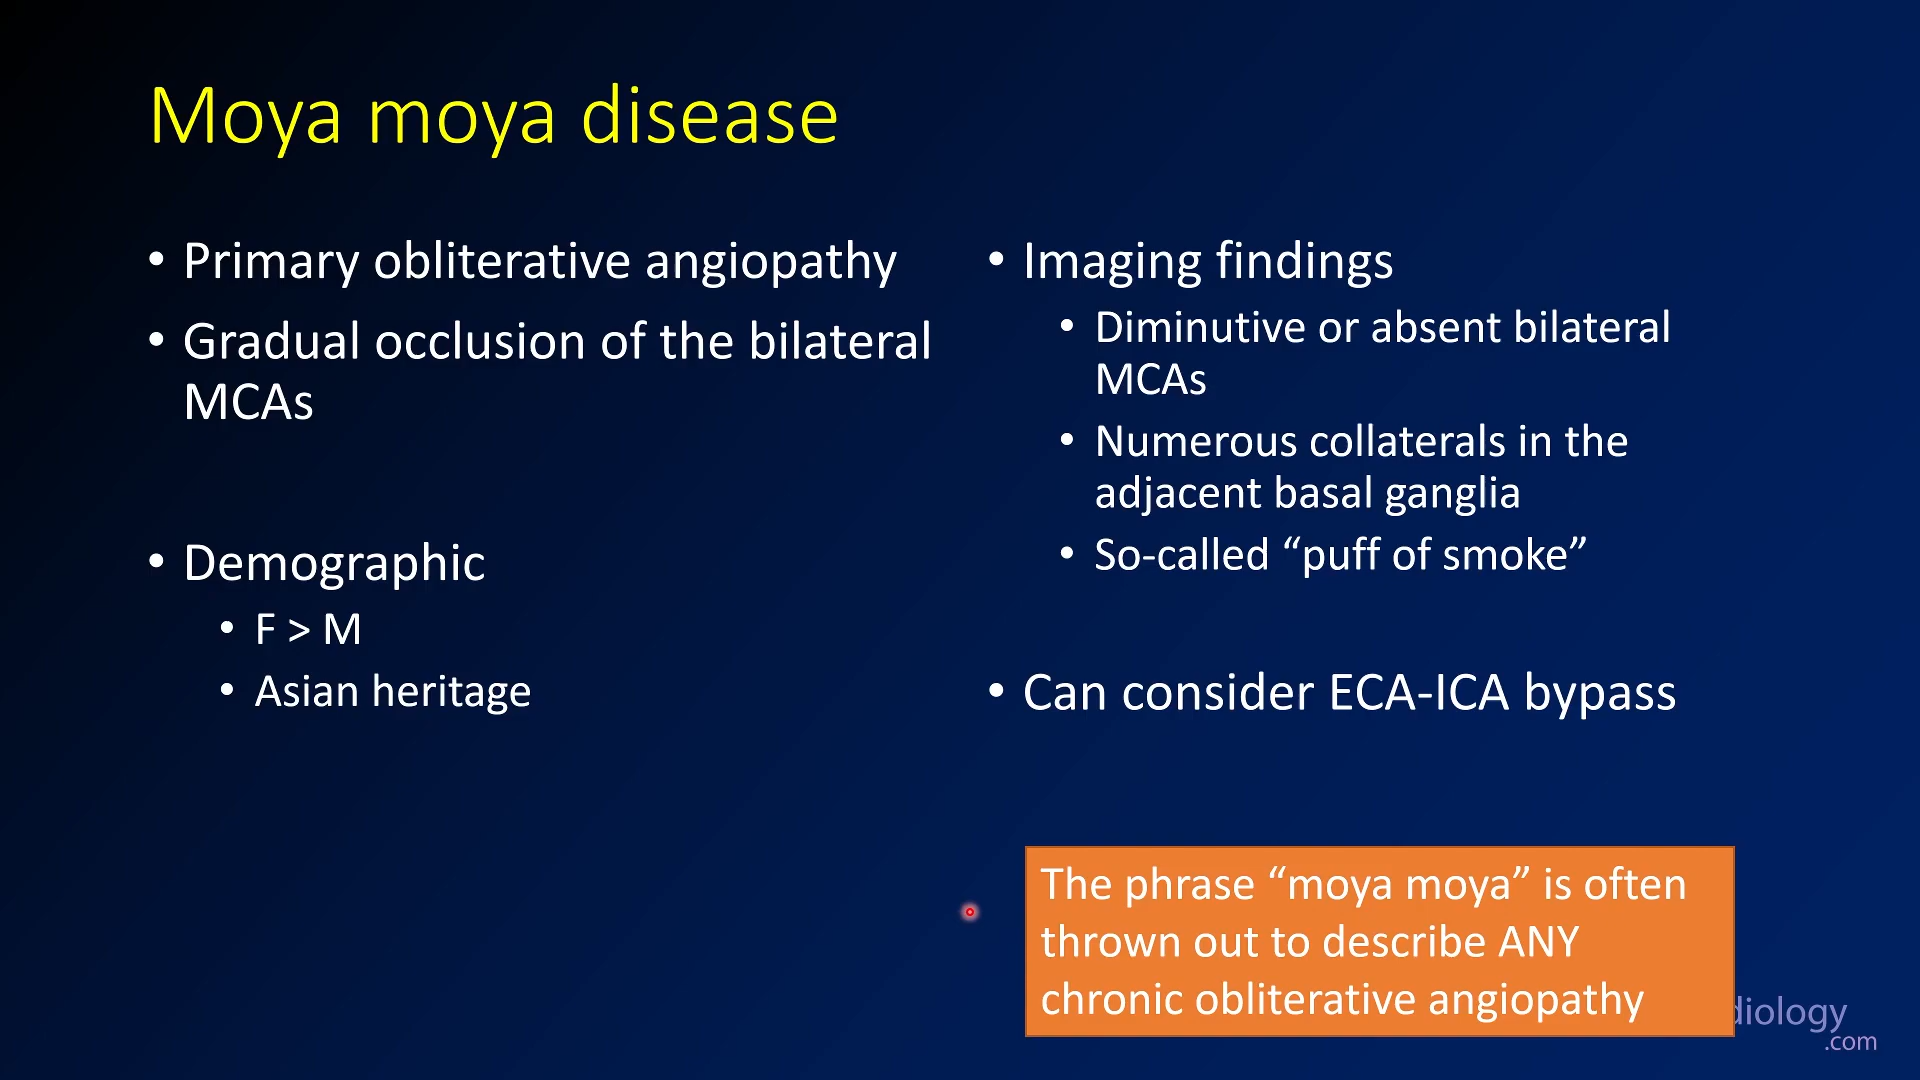 Moya moya disease
• Primary obliterative angiopathy
• Gradual occlusion of the bilateral
MCAs
• Demographic
• F > M
• Asian heritage
• Imaging findings
• Diminutive or absent bilateral
MCAs
• Numerous collaterals in the
adjacent basal ganglia
• So-called “puff of smoke”
• Can consider ECA-ICA bypass
The phrase “moya moya” is often
thrown out to describe ANY
chronic obliterative angiopathy
diology
.com